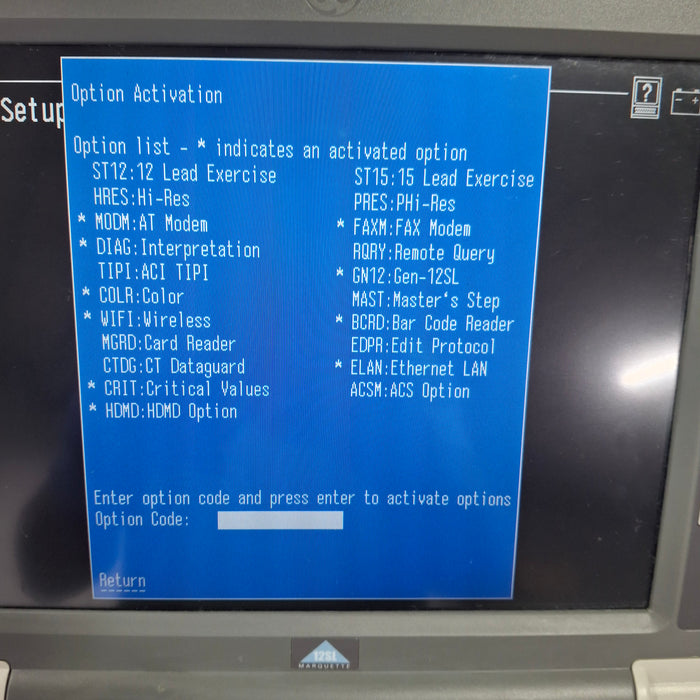 Setup
?
- +
Option Activation
Option list - * indicates an activated option
ST12:12 Lead Exercise ST15:15 Lead Exercise
HRES:Hi-Res PRES:PHi-Res
* MODM:AT Modem * FAXM:FAX Modem
* DIAG:Interpretation RQRY:Remote Query
TIPI:ACI TIPI * GN12:Gen-12SL
* COLR:Color MAST:Master's Step
* WIFI:Wireless * BCRD:Bar Code Reader
MGRD:Card Reader EDPR:Edit Protocol
CTDG:CT Dataguard * ELAN:Ethernet LAN
* CRIT:Critical Values ACSM:ACS Option
* HDMD:HDMD Option
Enter option code and press enter to activate options
Option Code:
Return
12SL
MARQUETTE